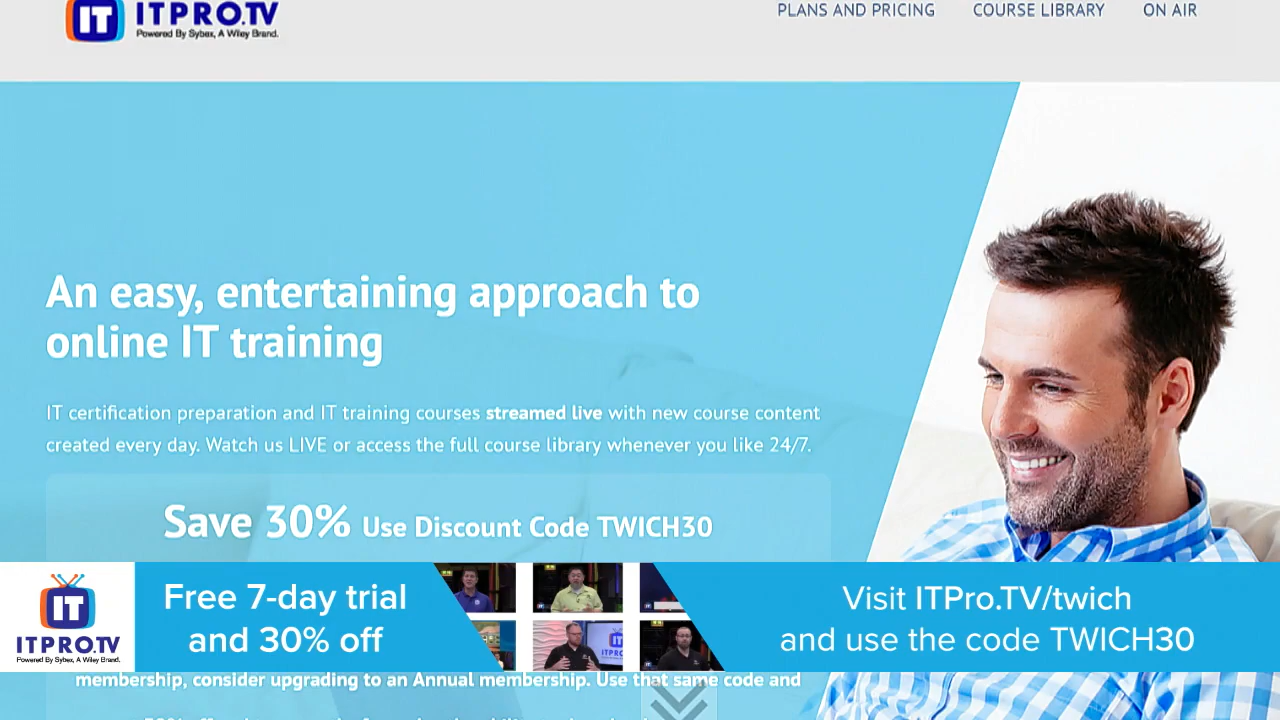 IT
ITPRO.TV
Powered By Sybex, A Wiley Brand.
PLANS AND PRICING
COURSE LIBRARY
ON AIR
An easy, entertaining approach to
online IT training
IT certification preparation and IT training courses streamed live with new course content
created every day. Watch us LIVE or access the full course library whenever you like 24/7.
Save 30% Use Discount Code TWICH30
IT
ITPRO.TV
Powered By Sybex, A Wiley Brand.
Free 7-day trial
and 30% off
Visit ITPro.TV/twich
and use the code TWICH30
membership, consider upgrading to an Annual membership. Use that same code and